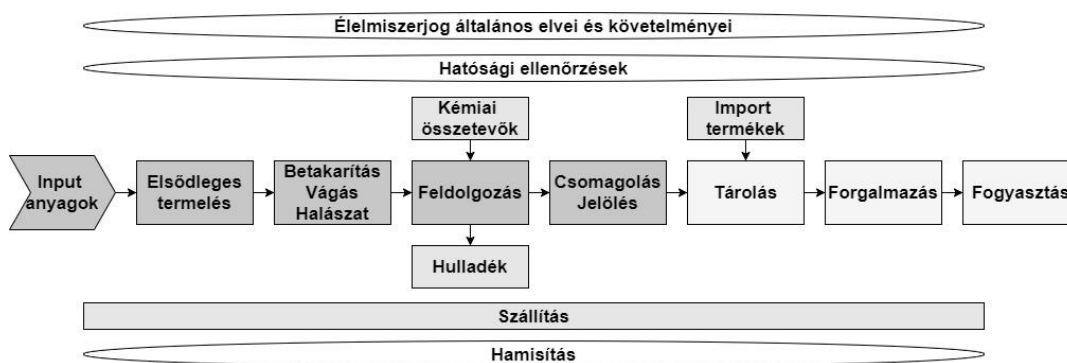 Élelmiszerjog általános elvei és követelményei
Hatósági ellenőrzések
Kémiai
összetevők
Import
termékek
Input
anyagok
Elsődleges
termelés
Betakarítás
Vágás
Halászat
Feldolgozás
Csomagolás
Jelölés
Tárolás
Forgalmazás
Fogyasztás
Hulladék
Szállítás
Hamisítás